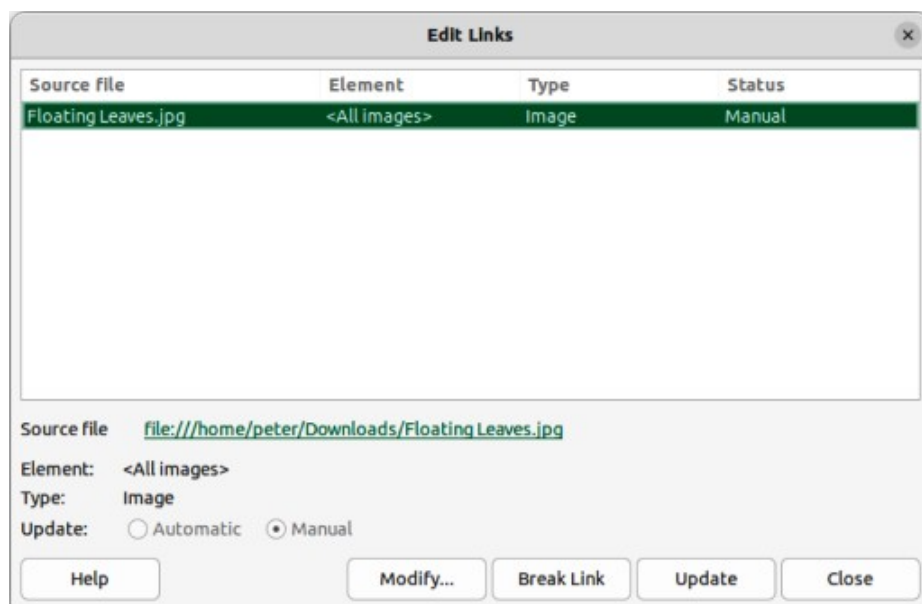 Edit Links
Source file Element Type Status
Floating Leaves.jpg <All images> Image Manual
Source file file:///home/peter/Downloads/Floating Leaves.jpg
Element: <All images>
Type: Image
Update: Automatic Manual
Help Modify... Break Link Update Close